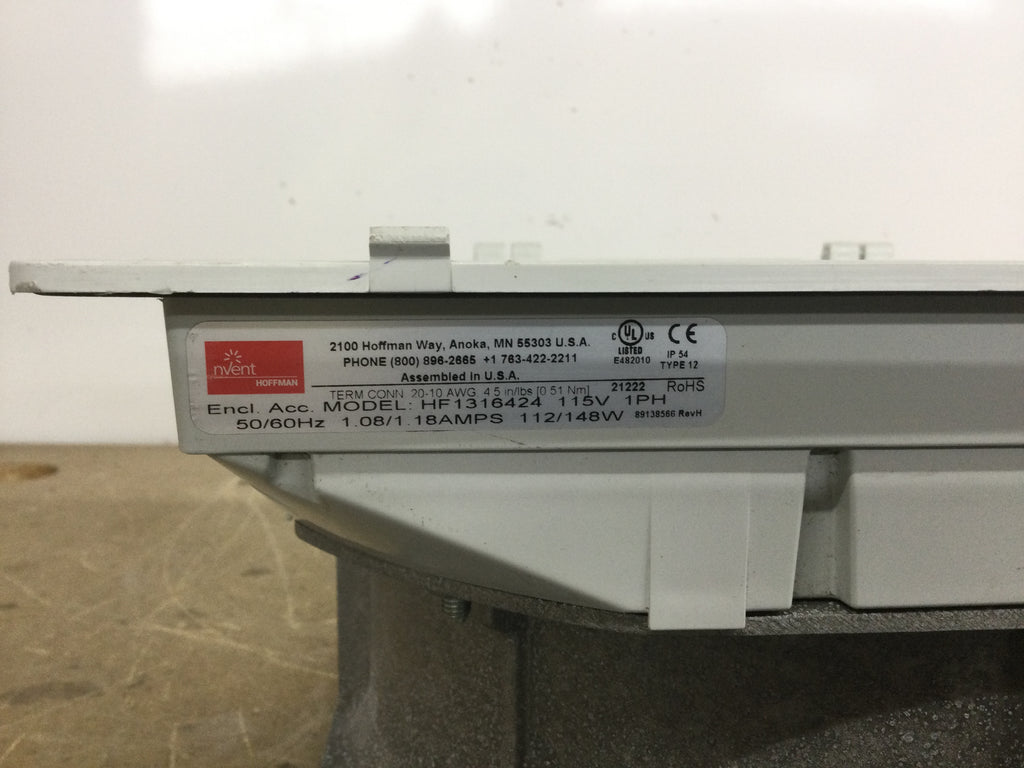 nVent
HOFFMAN
2100 Hoffman Way, Anoka, MN 55303 U.S.A.
PHONE (800) 896-2665 +1 763-422-2211
Assembled in U.S.A.
C UL US
LISTED
E482010
CE
IP 54
TYPE 12
TERM CONN 20-10 AWG 4.5 in/lbs [0.51 Nm]
21222 RoHS
Encl. Acc. MODEL: HF1316424 115V 1PH
50/60Hz 1.08/1.18AMPS 112/148W
89138566 RevH